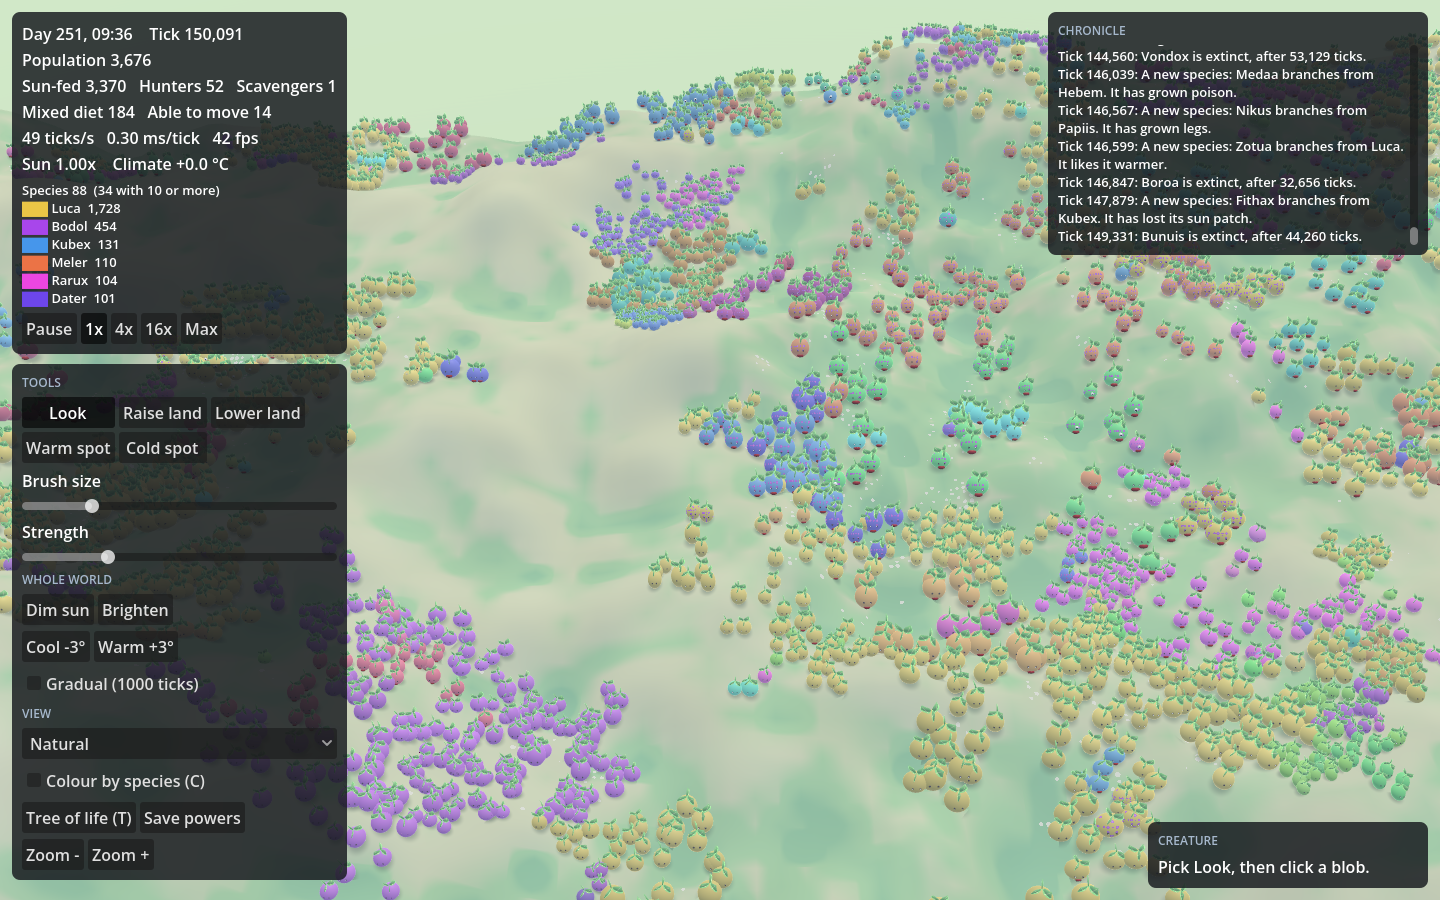 Day 251, 09:36 Tick 150,091
Population 3,676
Sun-fed 3,370 Hunters 52 Scavengers 1
Mixed diet 184 Able to move 14
49 ticks/s 0.30 ms/tick 42 fps
Sun 1.00x Climate +0.0 °C
Species 88 (34 with 10 or more)
Luca 1,728
Bodol 454
Kubex 131
Meler 110
Rarux 104
Dater 101
Pause 1x 4x 16x Max
TOOLS
Look Raise land Lower land
Warm spot Cold spot
Brush size
Strength
WHOLE WORLD
Dim sun Brighten
Cool -3° Warm +3°
Gradual (1000 ticks)
VIEW
Natural
Colour by species (C)
Tree of life (T) Save powers
Zoom - Zoom +
CHRONICLE
Tick 144,560: Vondox is extinct, after 53,129 ticks.
Tick 146,039: A new species: Medaa branches from
Hebem. It has grown poison.
Tick 146,567: A new species: Nikus branches from
Papiis. It has grown legs.
Tick 146,599: A new species: Zotua branches from Luca.
It likes it warmer.
Tick 146,847: Boroa is extinct, after 32,656 ticks.
Tick 147,879: A new species: Fithax branches from
Kubex. It has lost its sun patch.
Tick 149,331: Bunuis is extinct, after 44,260 ticks.
CREATURE
Pick Look, then click a blob.